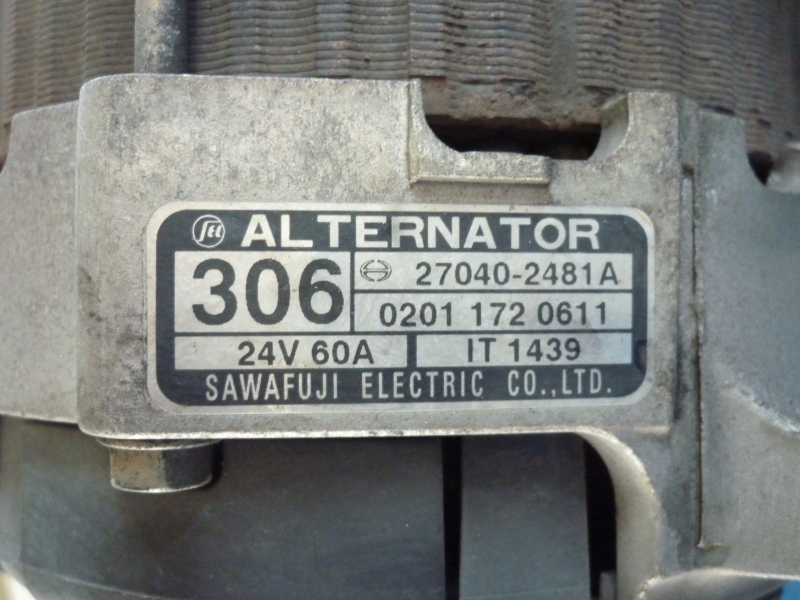 ALTERNATOR
306
27040-2481A
0201 172 0611
24V 60A
IT 1439
SAWAFUJI ELECTRIC CO.,LTD.